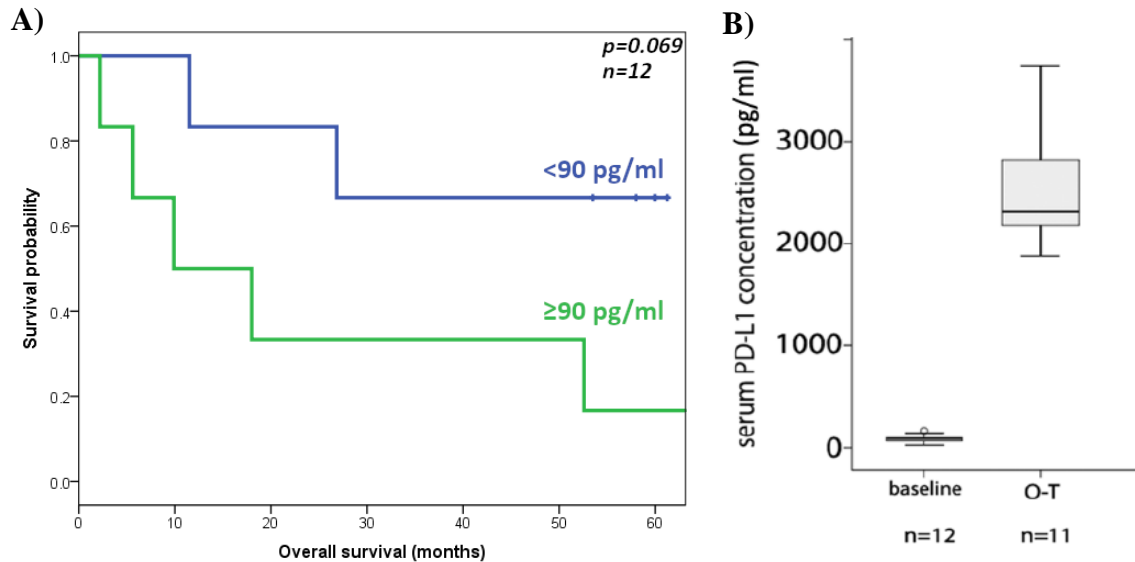 A)
p=0.069
n=12
1.0
0.8
0.6
0.4
0.2
0.0
<90 pg/ml
≥90 pg/ml
Survival probability
0 10 20 30 40 50 60
Overall survival (months)
B)
serum PD-L1 concentration (pg/ml)
3000
2000
1000
0
baseline O-T
n=12 n=11